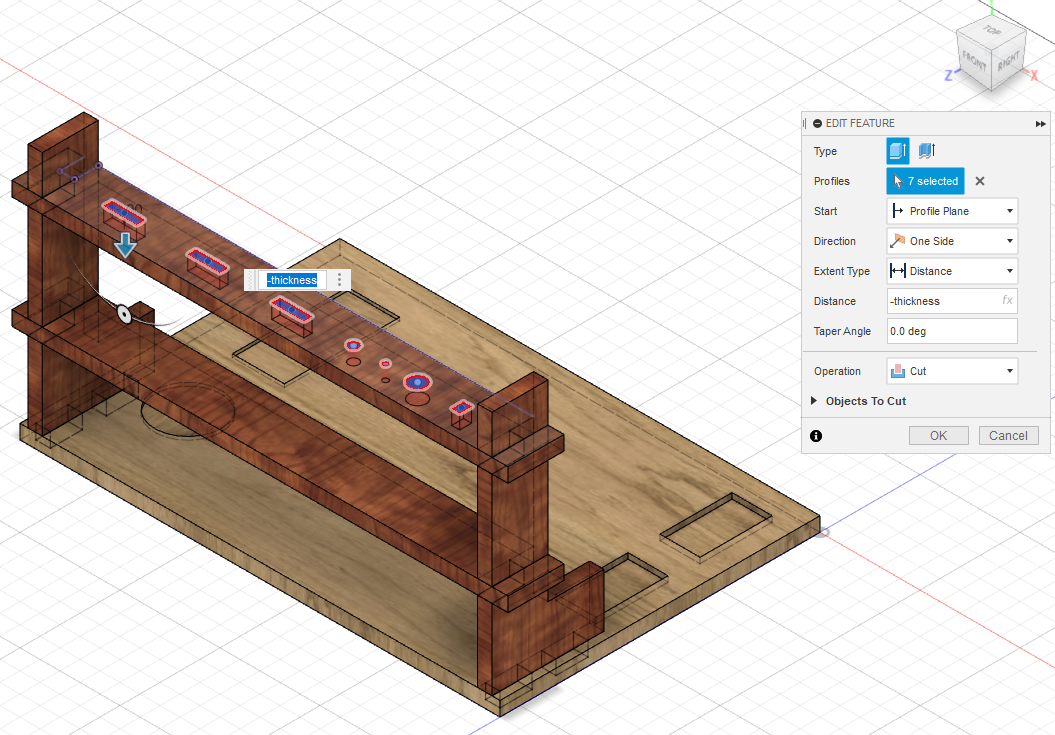 TOP
FRONT
RIGHT
Z
X
EDIT FEATURE
Type
Profiles
7 selected
Start
Profile Plane
Direction
One Side
Extent Type
Distance
Distance
-thickness
fx
Taper Angle
0.0 deg
Operation
Cut
Objects To Cut
OK
Cancel
-thickness